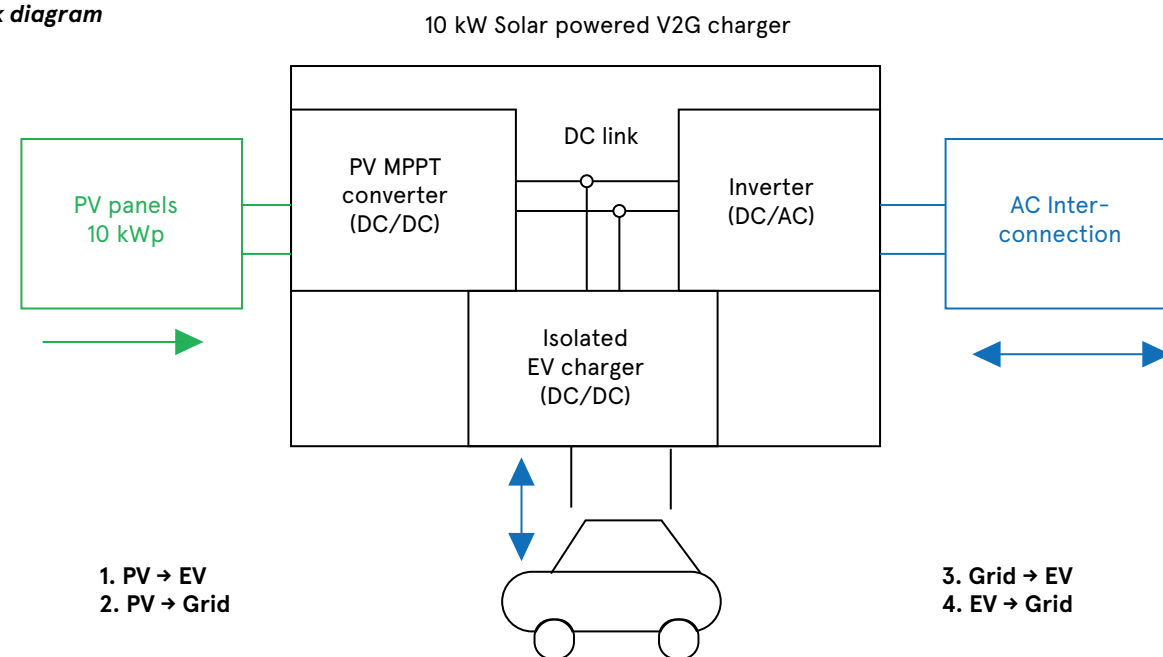 diagram
10 kW Solar powered V2G charger
DC link
PV MPPT
converter
(DC/DC)
Inverter
(DC/AC)
PV panels
10 kWp
AC Inter-
connection
Isolated
EV charger
(DC/DC)
1. PV → EV
2. PV → Grid
3. Grid → EV
4. EV → Grid